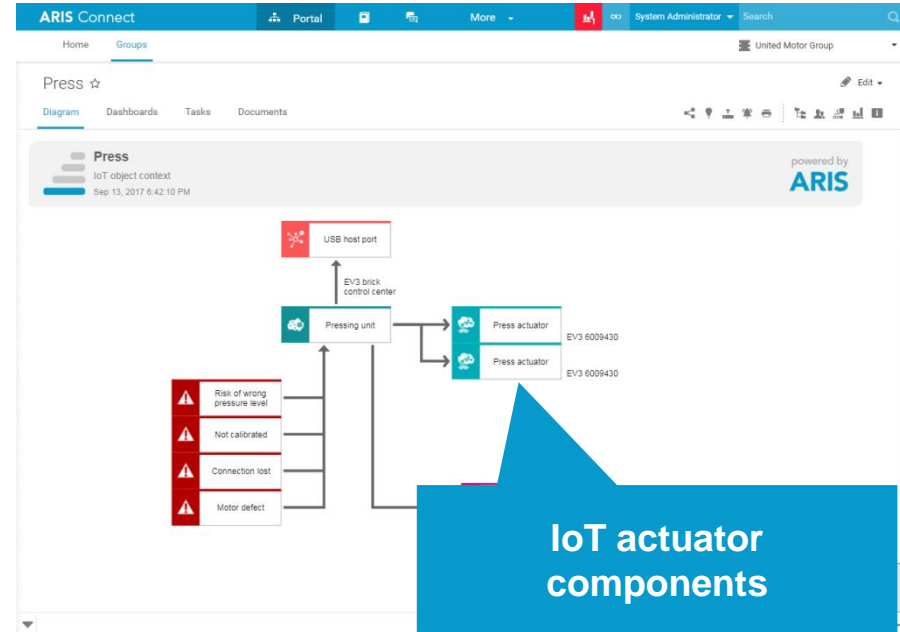 ARIS Connect
Portal
More
System Administrator
Search
Home
Groups
United Motor Group
Press
Edit
Diagram
Dashboards
Tasks
Documents
Press
IoT object context
Sep 13, 2017 6:42:10 PM
powered by
ARIS
USB host port
EV3 brick
control center
Pressing unit
Press actuator
EV3 6009430
Press actuator
EV3 6009430
Risk of wrong
pressure level
Not calibrated
Connection lost
Motor defect
IoT actuator
components